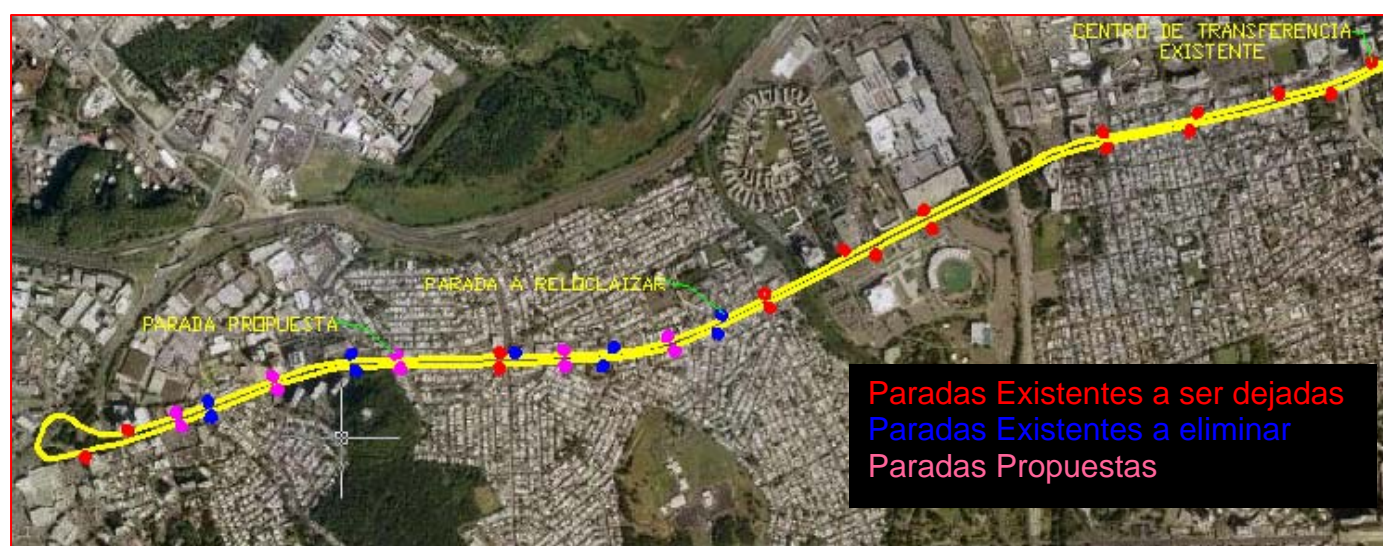 CENTRO DE TRANSFERENCIA
EXISTENTE
PARADA A RELOCLAIZAR
PARADA PROPUESTA
Paradas Existentes a ser dejadas
Paradas Existentes a eliminar
Paradas Propuestas